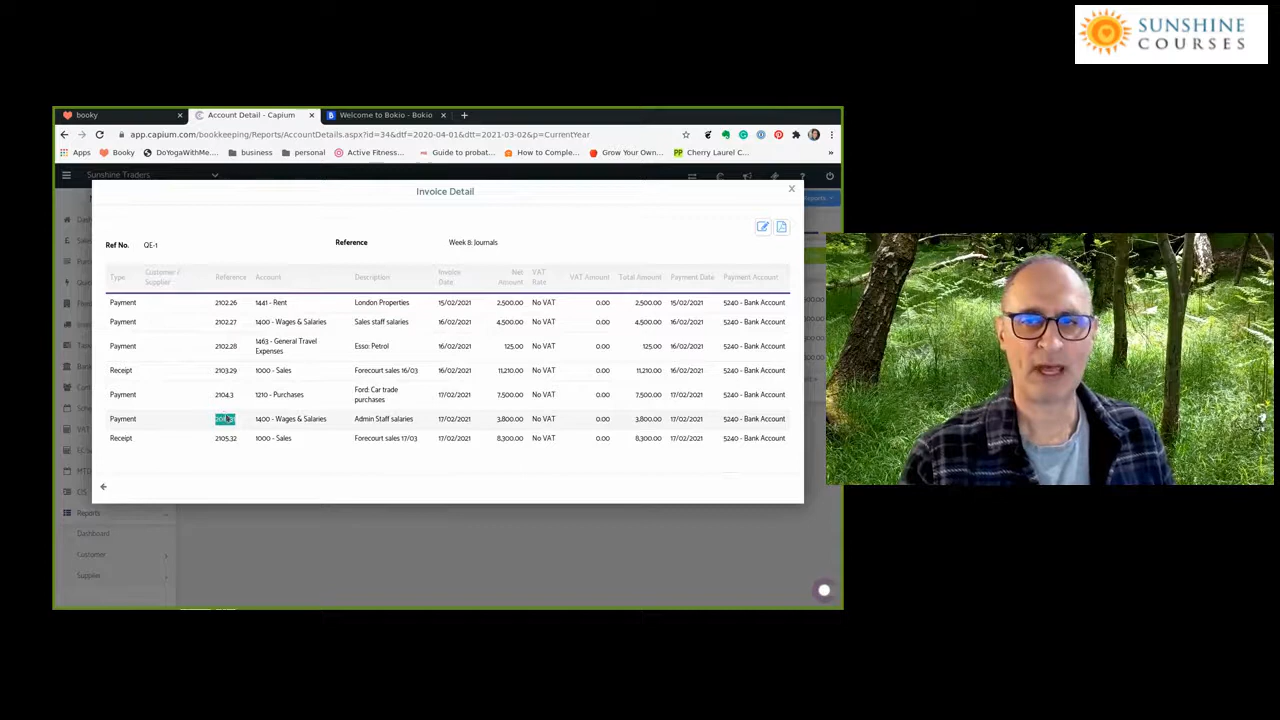 SUNSHINE
COURSES
booky
Account Detail - Capium
Welcome to Bokio - Bokio
app.capium.com/bookkeeping/Reports/AccountDetails.aspx?id=34&dtf=2020-04-01&dtt=2021-03-02&p=CurrentYear
Apps Booky DoYogaWithMe.... business personal Active Fitness... Guide to probat... How to Comple... Grow Your Own... Cherry Laurel C... »
Sunshine Traders
Invoice Detail X
Ref No. QE-1 Reference Week 8: Journals
Type Customer / Supplier Reference Account Description Invoice Date: Net Amount VAT Rate VAT Amount Total Amount Payment Date Payment Account
Payment 2102.26 1441 - Rent London Properties 15/02/2021 2,500.00 No VAT 0.00 2,500.00 15/02/2021 5240 - Bank Account
Payment 2102.27 1400 - Wages & Salaries Sales staff salaries 16/02/2021 4,500.00 No VAT 0.00 4,500.00 16/02/2021 5240 - Bank Account
Payment 2102.28 1463 - General Travel Expenses Esso: Petrol 16/02/2021 125.00 No VAT 0.00 125.00 16/02/2021 5240 - Bank Account
Receipt 2103.29 1000 - Sales Forecourt sales 16/03 16/02/2021 11,210.00 No VAT 0.00 11,210.00 16/02/2021 5240 - Bank Account
Payment 2104.3 1210 - Purchases Ford: Car trade purchases 17/02/2021 7,500.00 No VAT 0.00 7,500.00 17/02/2021 5240 - Bank Account
Payment 1400 - Wages & Salaries Admin Staff salaries 17/02/2021 3,800.00 No VAT 0.00 3,800.00 17/02/2021 5240 - Bank Account
Receipt 2105.32 1000 - Sales Forecourt sales 17/03 17/02/2021 8,300.00 No VAT 0.00 8,300.00 17/02/2021 5240 - Bank Account
Reports
Dashboard
Customer
Supplier